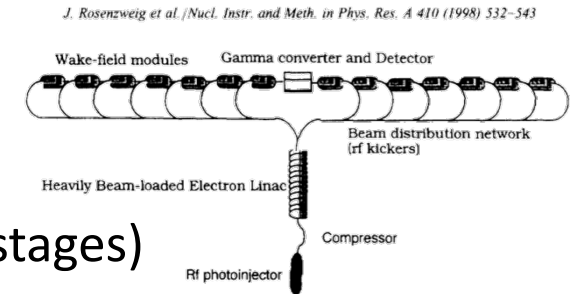 J. Rosenzweig et al./Nucl. Instr. and Meth. in Phys. Res. A 410 (1998) 532–543
Wake-field modules
Gamma converter and Detector
Beam distribution network
(rf kickers)
Heavily Beam-loaded Electron Linac
stages)
Compressor
Rf photoinjector